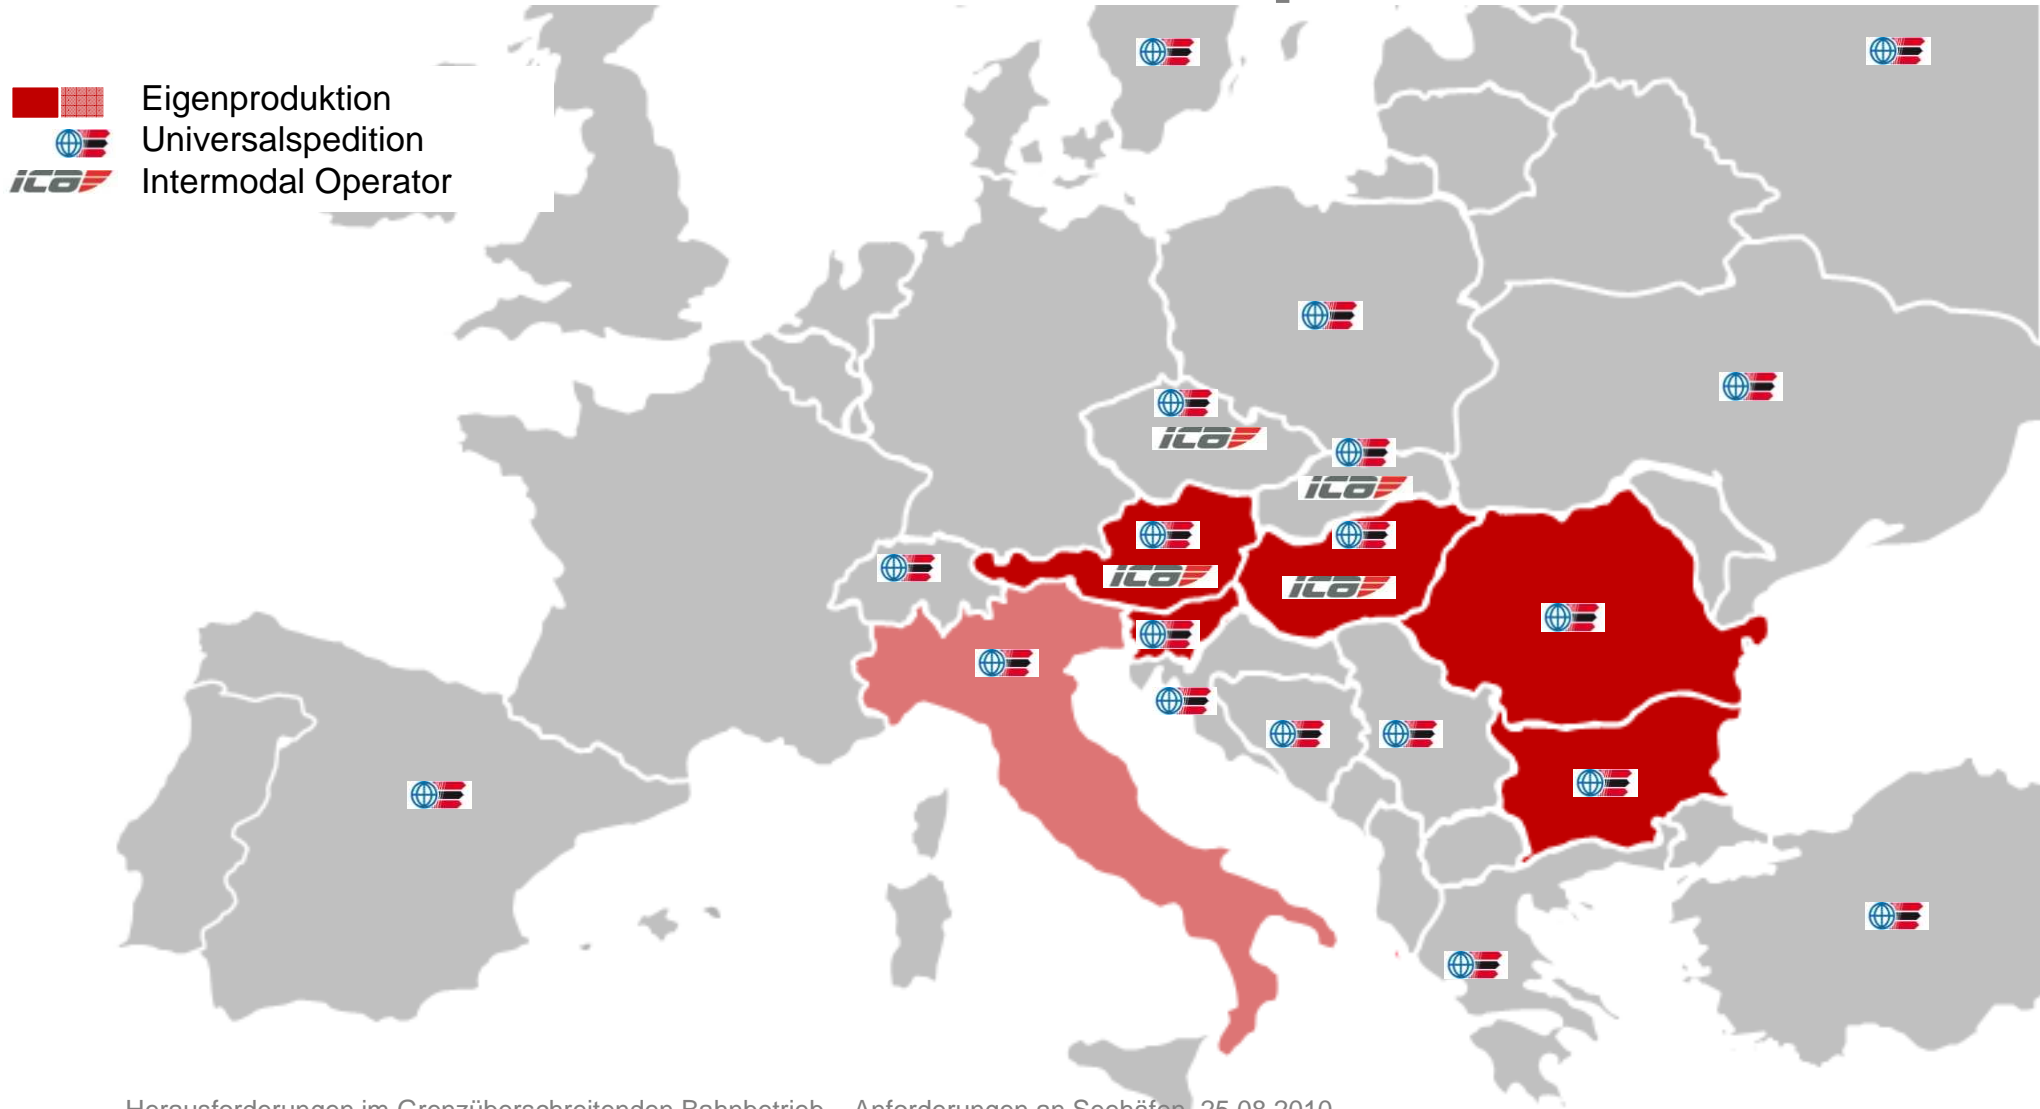 Eigenproduktion
Universalspedition
ICA Intermodal Operator
ICA
ICA
ICA
ICA
Herausforderungen im Grenzüberschreitenden Bahnbetrieb – Anforderungen an Seehäfen, 25.08.2010